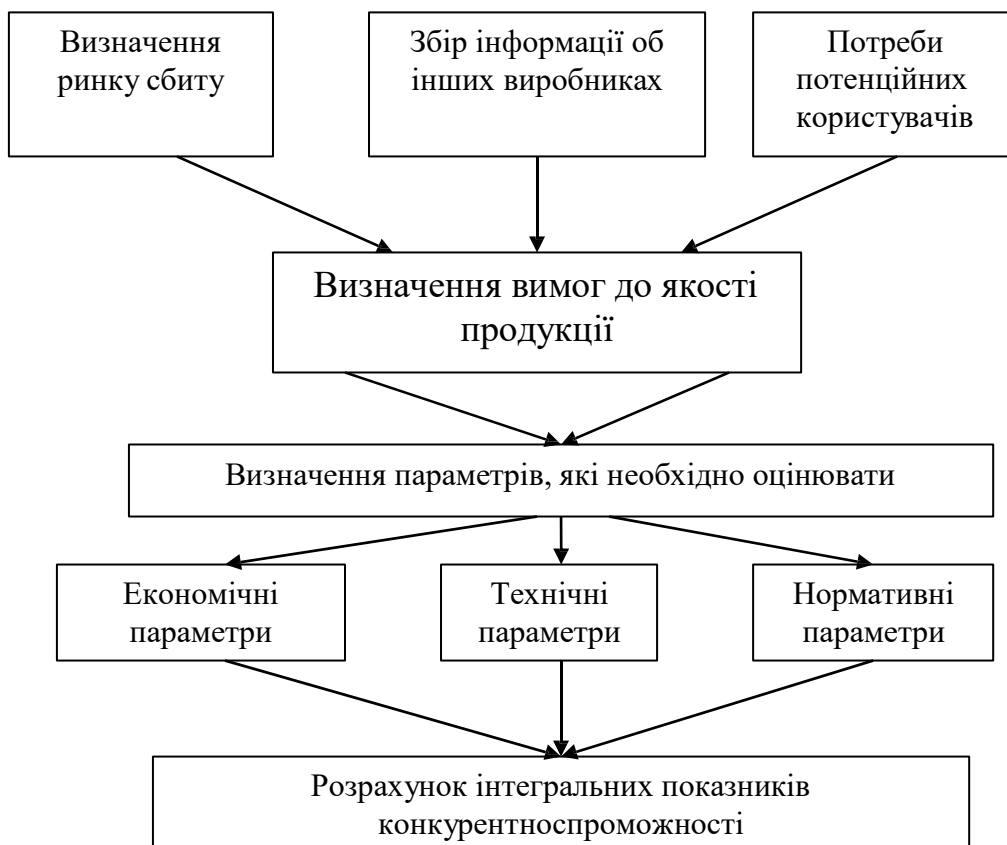 Визначення
ринку сбиту
Збір інформації об
інших виробниках
Потреби
потенційних
користувачів
Визначення вимог до якості
продукції
Визначення параметрів, які необхідно оцінювати
Економічні
параметри
Технічні
параметри
Нормативні
параметри
Розрахунок інтегральних показників
конкурентноспроможності